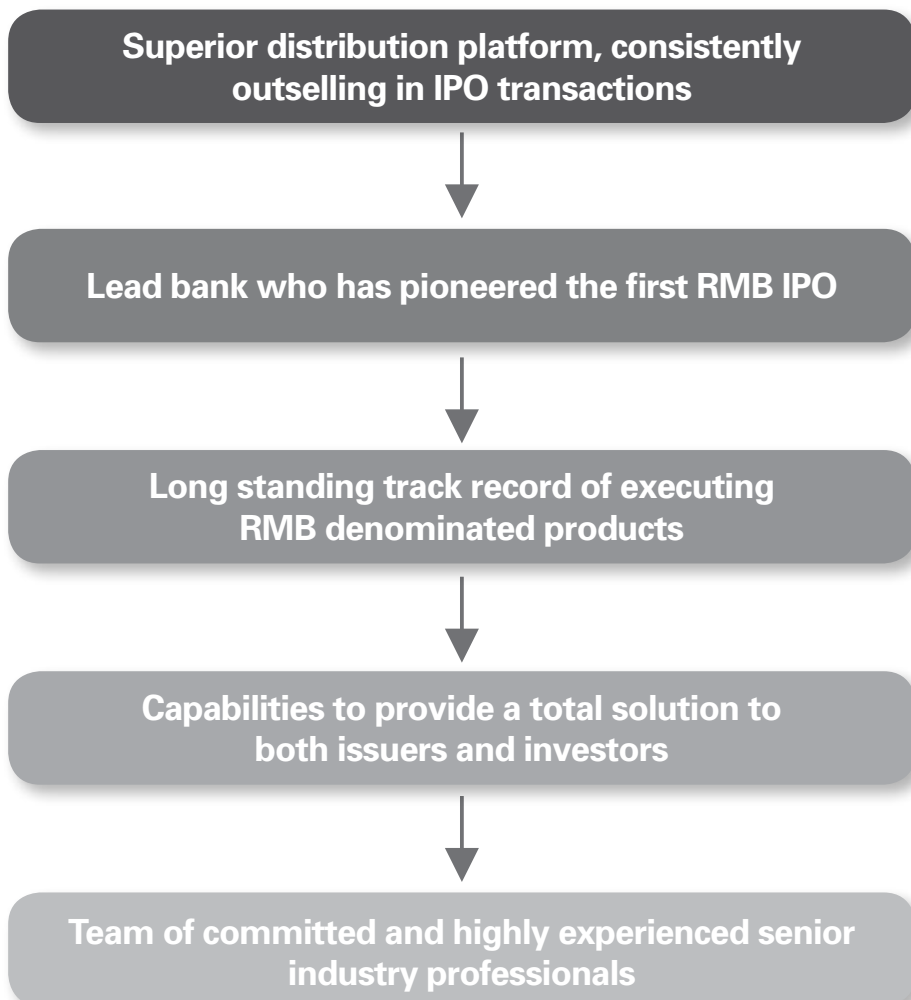 Superior distribution platform, consistently
outselling in IPO transactions
Lead bank who has pioneered the first RMB IPO
Long standing track record of executing
RMB denominated products
Capabilities to provide a total solution to
both issuers and investors
Team of committed and highly experienced senior
industry professionals